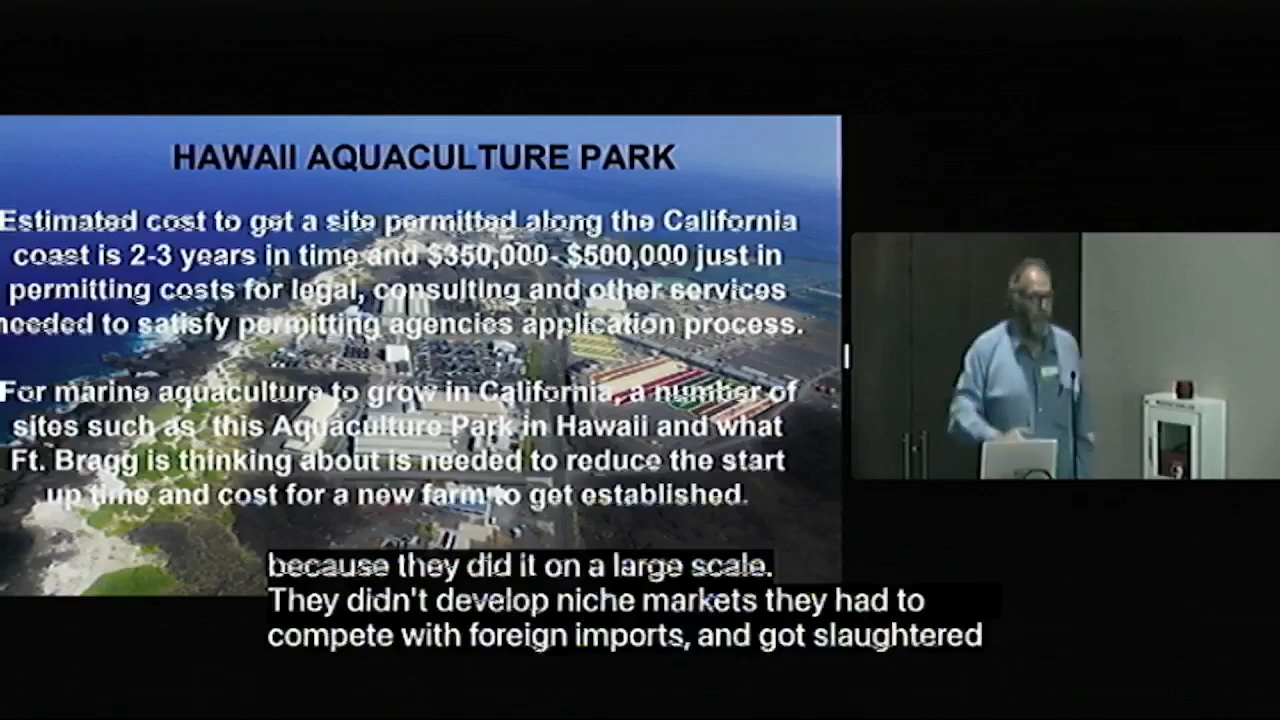 HAWAII AQUACULTURE PARK
Estimated cost to get a site permitted along the California
coast is 2-3 years in time and $350,000- $500,000 just in
permitting costs for legal, consulting and other services
needed to satisfy permitting agencies application process.
For marine aquaculture to grow in California, a number of
sites such as this Aquaculture Park in Hawaii and what
Ft. Bragg is thinking about is needed to reduce the start
up time and cost for a new farm to get established.
because they did it on a large scale.
They didn't develop niche markets they had to
compete with foreign imports, and got slaughtered